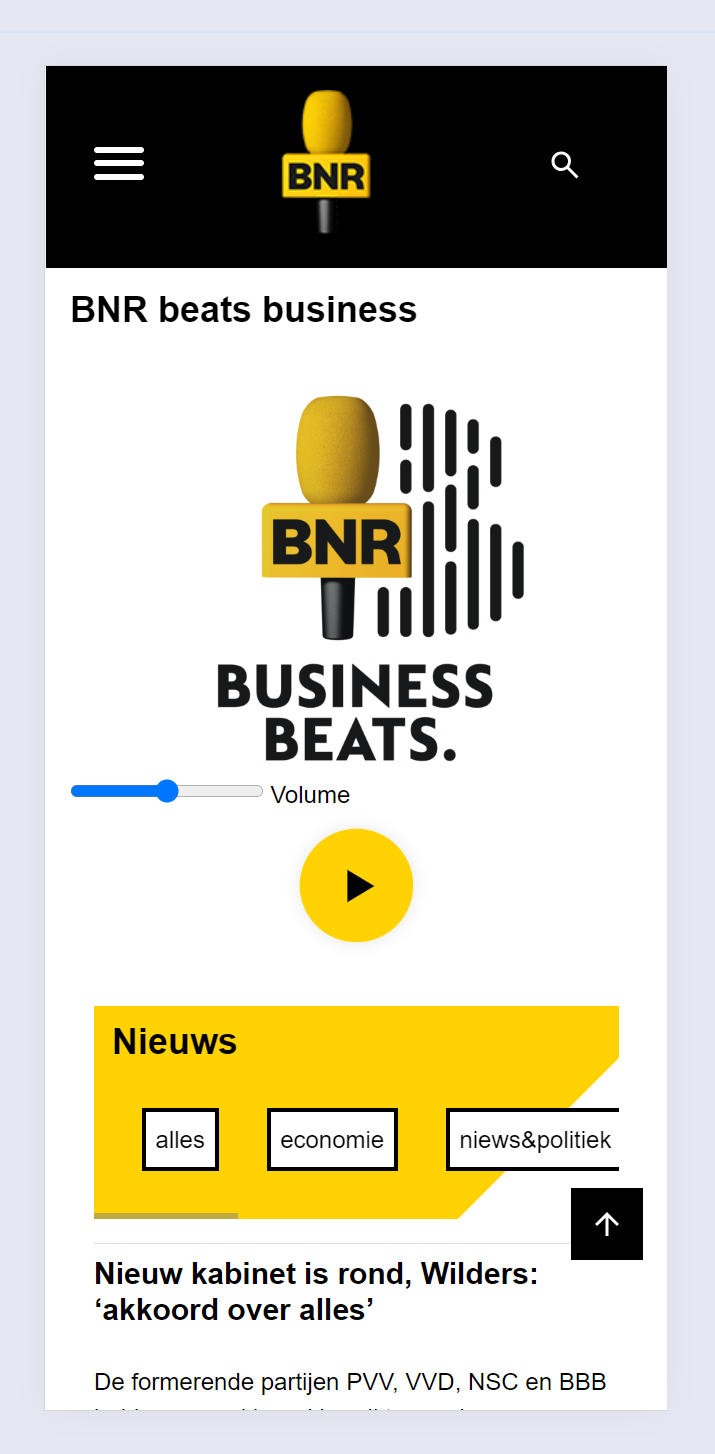 BNR
BNR beats business
BNR
BUSINESS
BEATS.
Volume
Nieuws
alles
economie
niews&politiek
Nieuw kabinet is rond, Wilders:
‘akkoord over alles’
De formerende partijen PVV, VVD, NSC en BBB